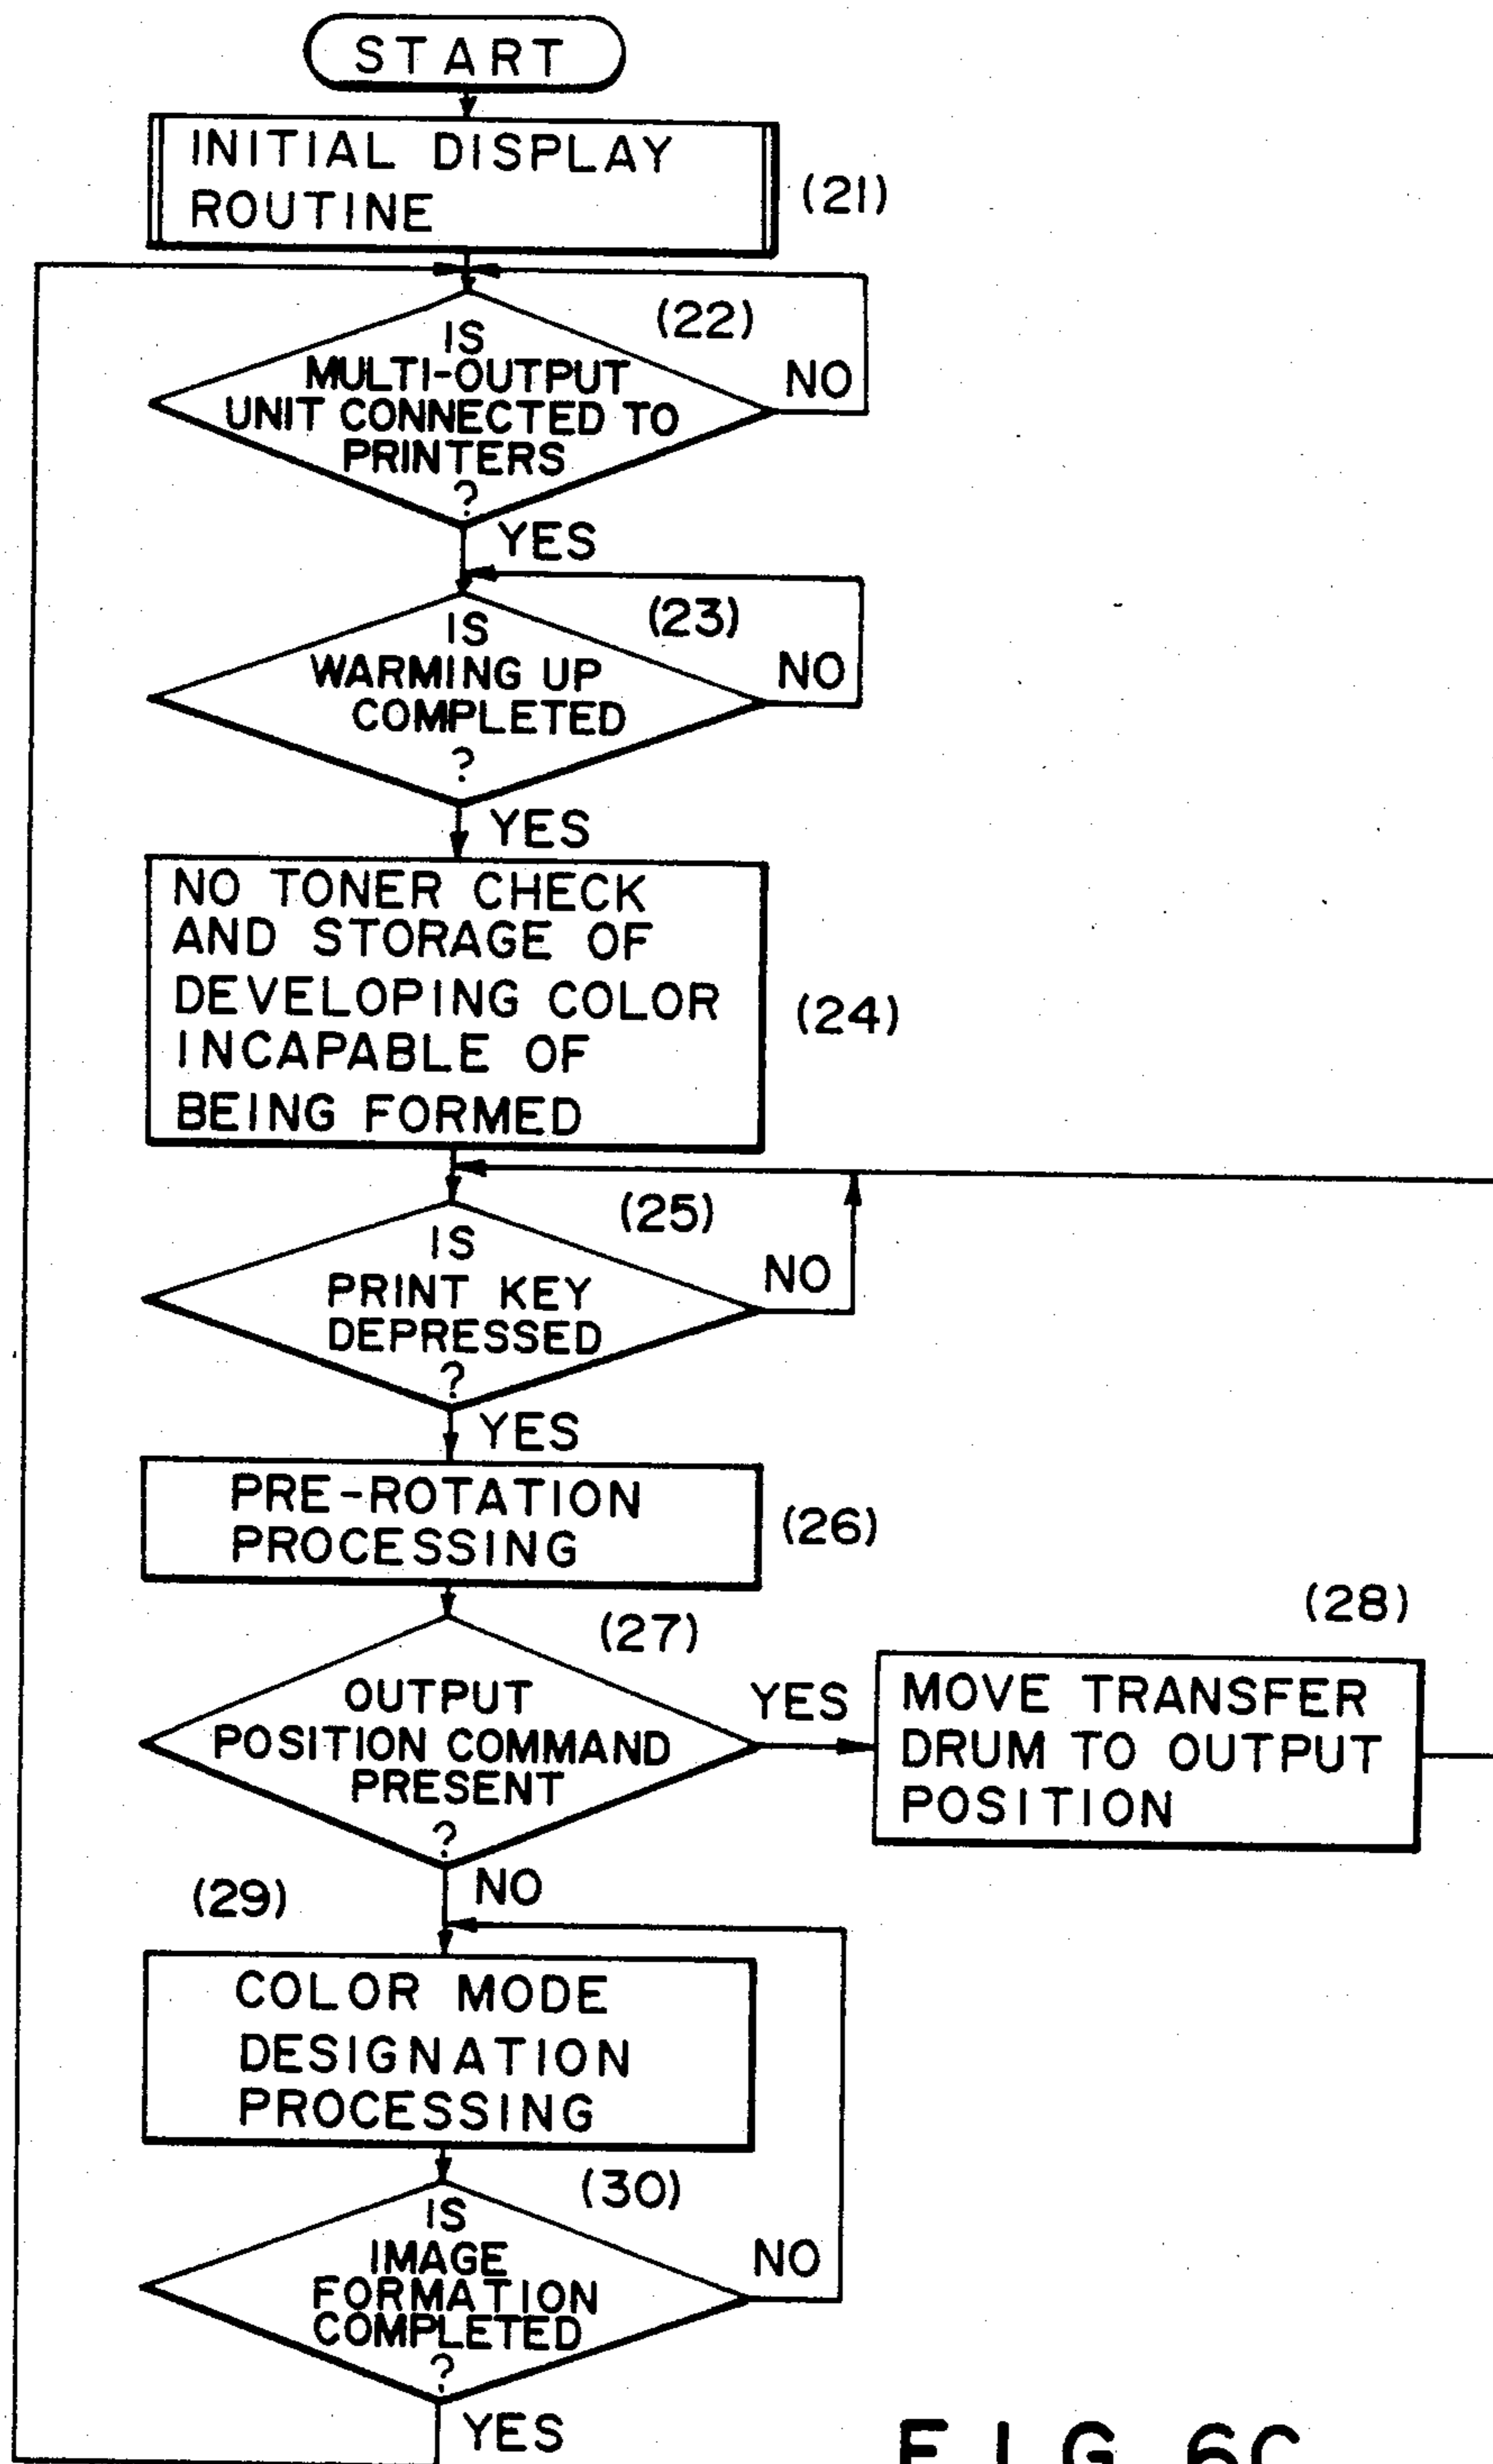 START
INITIAL DISPLAY
ROUTINE
(21)
(22)
IS
MULTI-OUTPUT
UNIT CONNECTED TO
PRINTERS
?
NO
YES
(23)
IS
WARMING UP
COMPLETED
?
NO
YES
NO TONER CHECK
AND STORAGE OF
DEVELOPING COLOR
INCAPABLE OF
BEING FORMED
(24)
(25)
IS
PRINT KEY
DEPRESSED
?
NO
YES
PRE-ROTATION
PROCESSING
(26)
(27)
OUTPUT
POSITION COMMAND
PRESENT
?
YES
(28)
MOVE TRANSFER
DRUM TO OUTPUT
POSITION
NO
(29)
COLOR MODE
DESIGNATION
PROCESSING
(30)
IS
IMAGE
FORMATION
COMPLETED
?
NO
YES
FIG. 6C